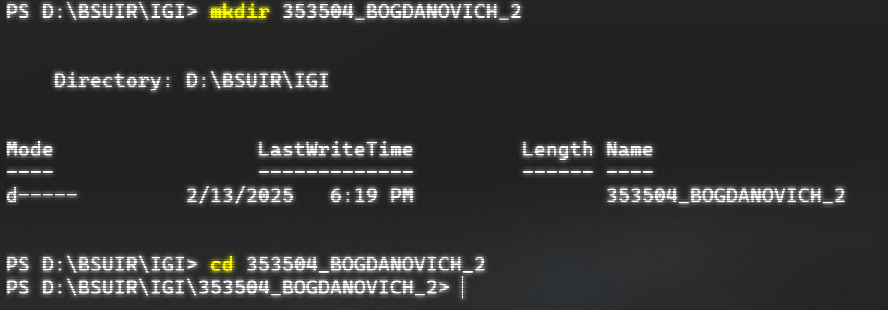 PS D:\BSUIR\IGI> mkdir 353504_BOGDANOVICH_2
Directory: D:\BSUIR\IGI
Mode LastWriteTime Length Name
---- ------------- ------ ----
d----- 2/13/2025 6:19 PM 353504_BOGDANOVICH_2
PS D:\BSUIR\IGI> cd 353504_BOGDANOVICH_2
PS D:\BSUIR\IGI\353504_BOGDANOVICH_2>